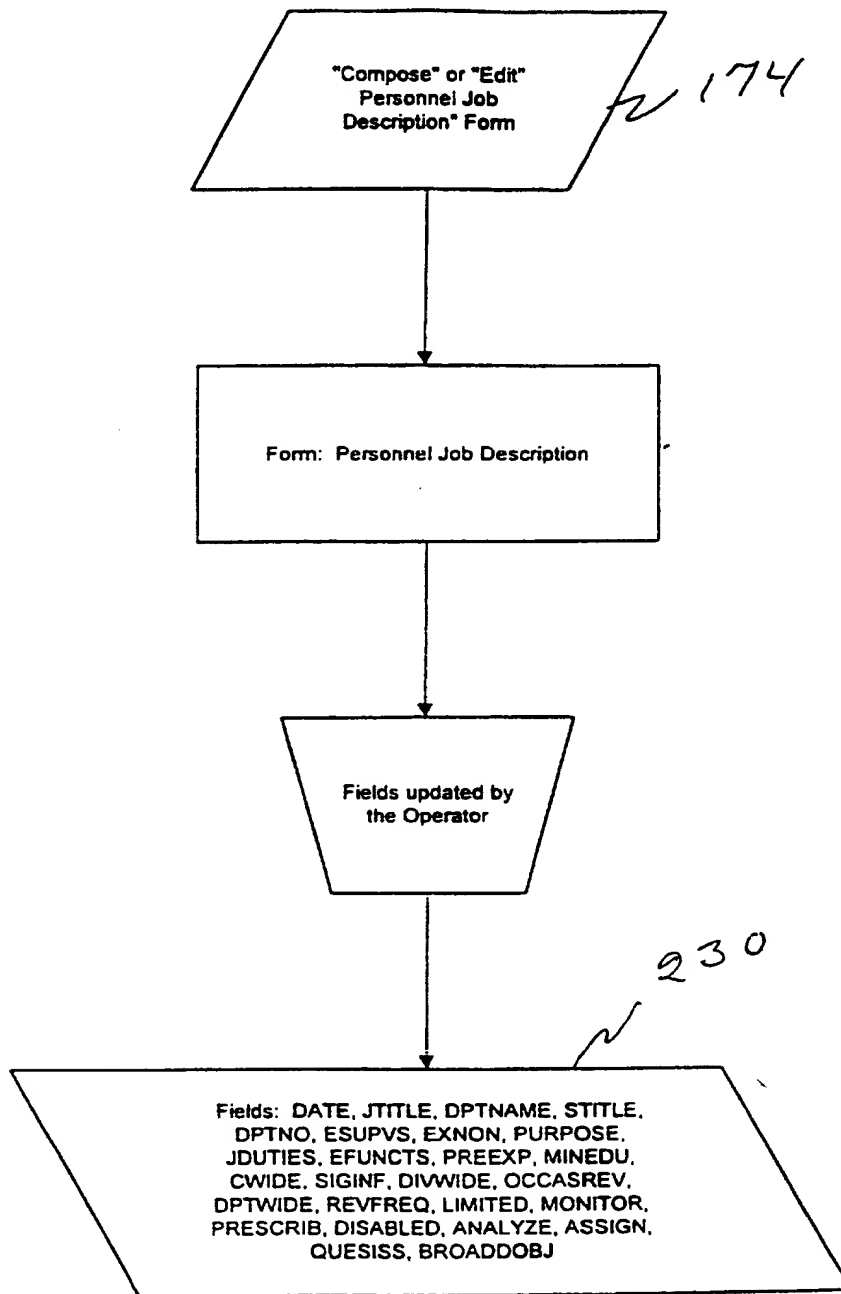 "Compose" or "Edit"
Personnel Job
Description" Form
174
Form: Personnel Job Description
Fields updated by
the Operator
230
Fields: DATE, JTITLE, DPTNAME, STITLE,
DPTNO, ESUPVS, EXNON, PURPOSE,
JDUTIES, EFUNCTS, PREEXP, MINEDU,
CWIDE, SIGINF, DIVWIDE, OCCASREV,
DPTWIDE, REVFREQ, LIMITED, MONITOR,
PRESCRIB, DISABLED, ANALYZE, ASSIGN,
QUESISS, BROADDOBJ